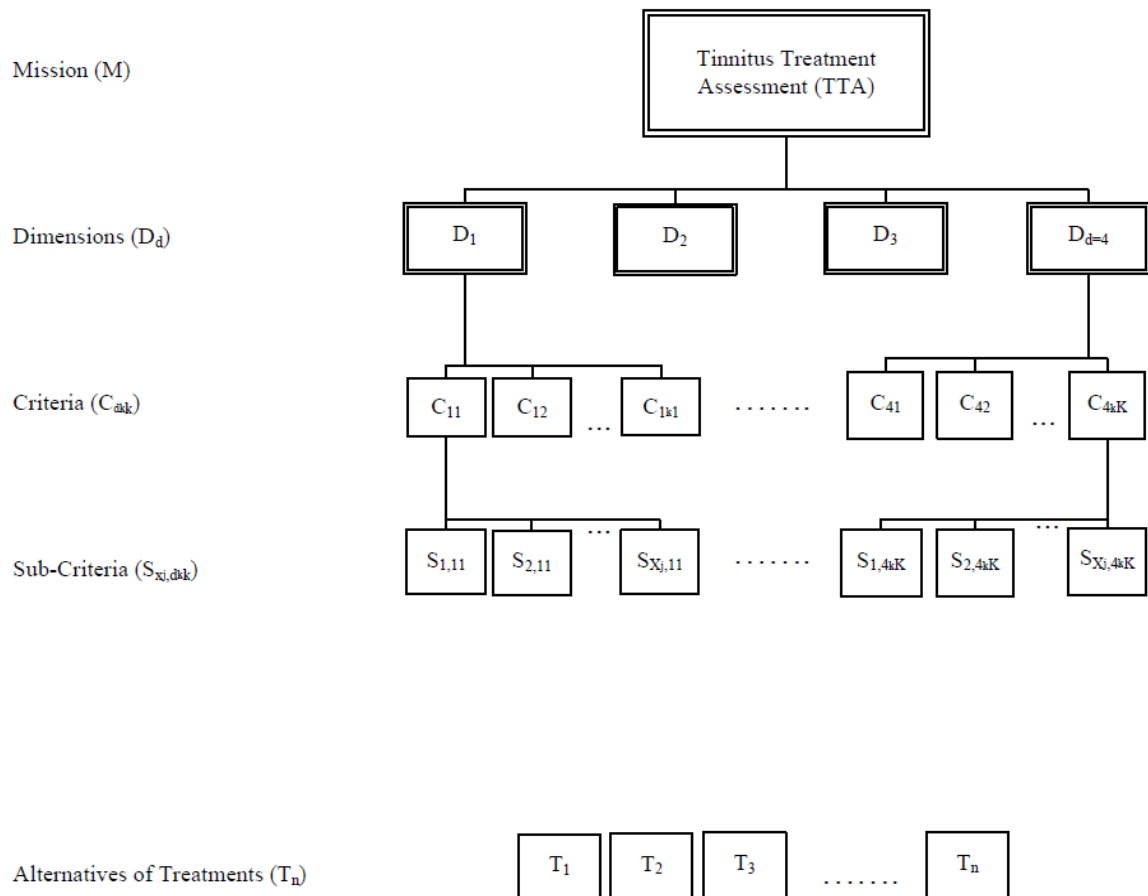 Mission (M)
Tinnitus Treatment
Assessment (TTA)
Dimensions (Dd)
D1
D2
D3
Dd=4
Criteria (Cdkk)
C11
C12
...
C1k1
.......
C41
C42
...
C4kK
Sub-Criteria (Sxj,dkk)
S1,11
S2,11
...
SXj,11
.......
S1,4kK
S2,4kK
...
SXj,4kK
Alternatives of Treatments (Tn)
T1
T2
T3
.......
Tn